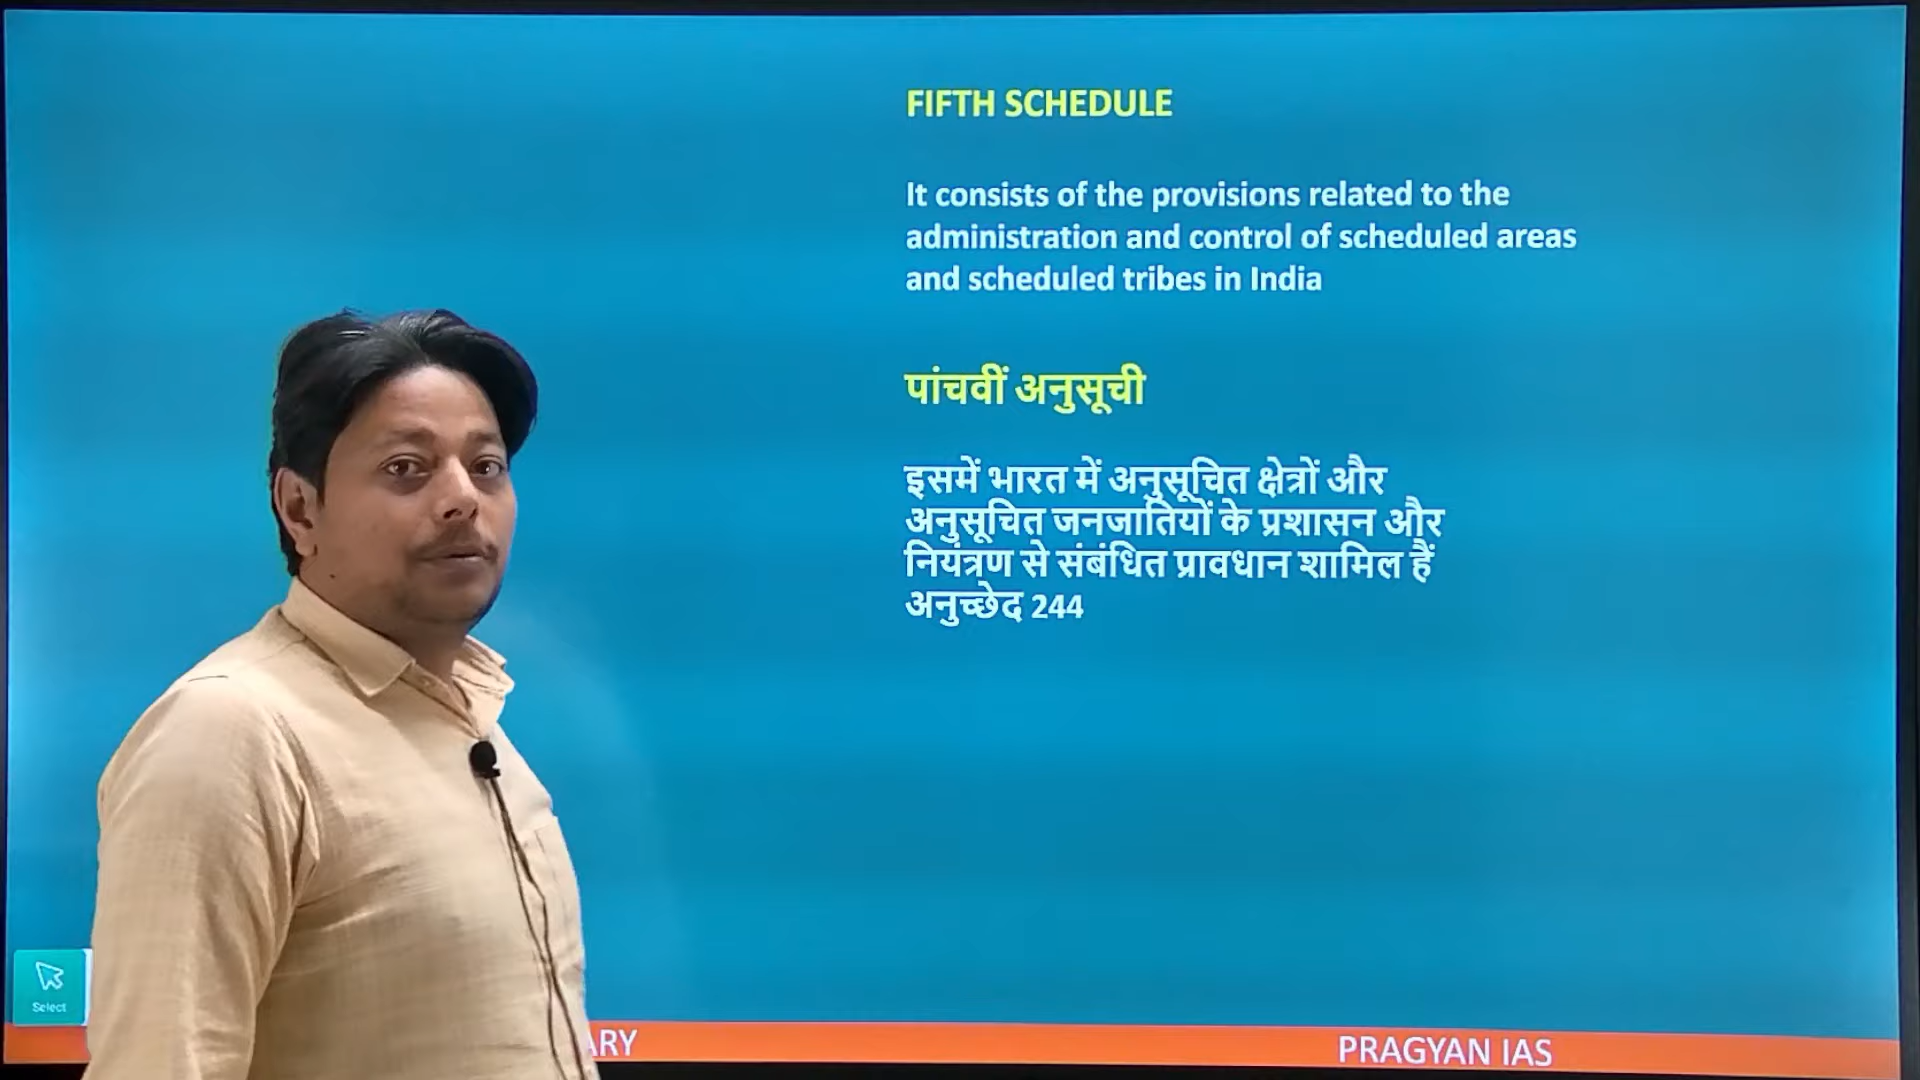 FIFTH SCHEDULE
It consists of the provisions related to the
administration and control of scheduled areas
and scheduled tribes in India
पांचवीं अनुसूची
इसमें भारत में अनुसूचित क्षेत्रों और
अनुसूचित जनजातियों के प्रशासन और
नियंत्रण से संबंधित प्रावधान शामिल हैं
अनुच्छेद 244
Select
ARY
PRAGYAN IAS